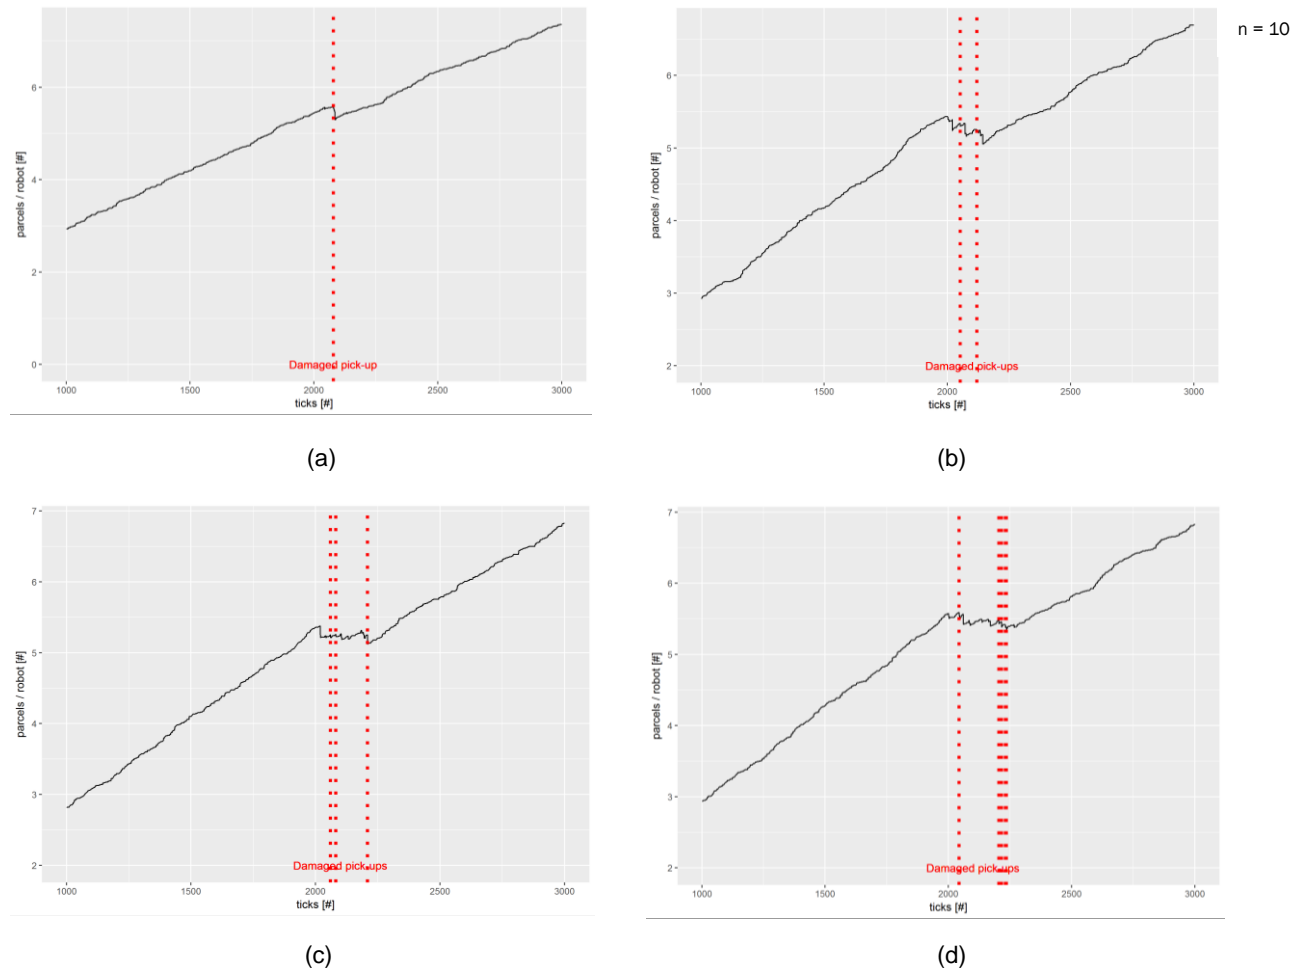 n = 10
parcels / robot [#]
6
4
2
0
Damaged pick-up
1000 1500 2000 2500 3000
ticks [#]
(a)
parcels / robot [#]
6
5
4
3
2
Damaged pick-ups
1000 1500 2000 2500 3000
ticks [#]
(b)
parcels / robot [#]
7
6
5
4
3
2
Damaged pick-ups
1000 1500 2000 2500 3000
ticks [#]
(c)
parcels / robot [#]
7
6
5
4
3
2
Damaged pick-ups
1000 1500 2000 2500 3000
ticks [#]
(d)